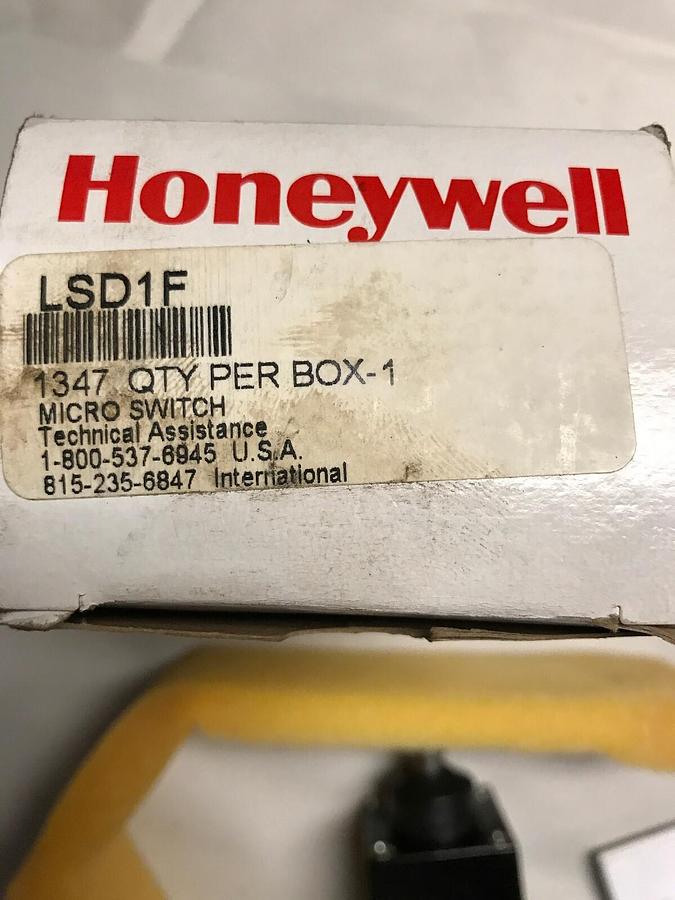 Honeywell
LSD1F
1347 QTY PER BOX-1
MICRO SWITCH
Technical Assistance
1-800-537-6945 U.S.A.
815-235-6847 International